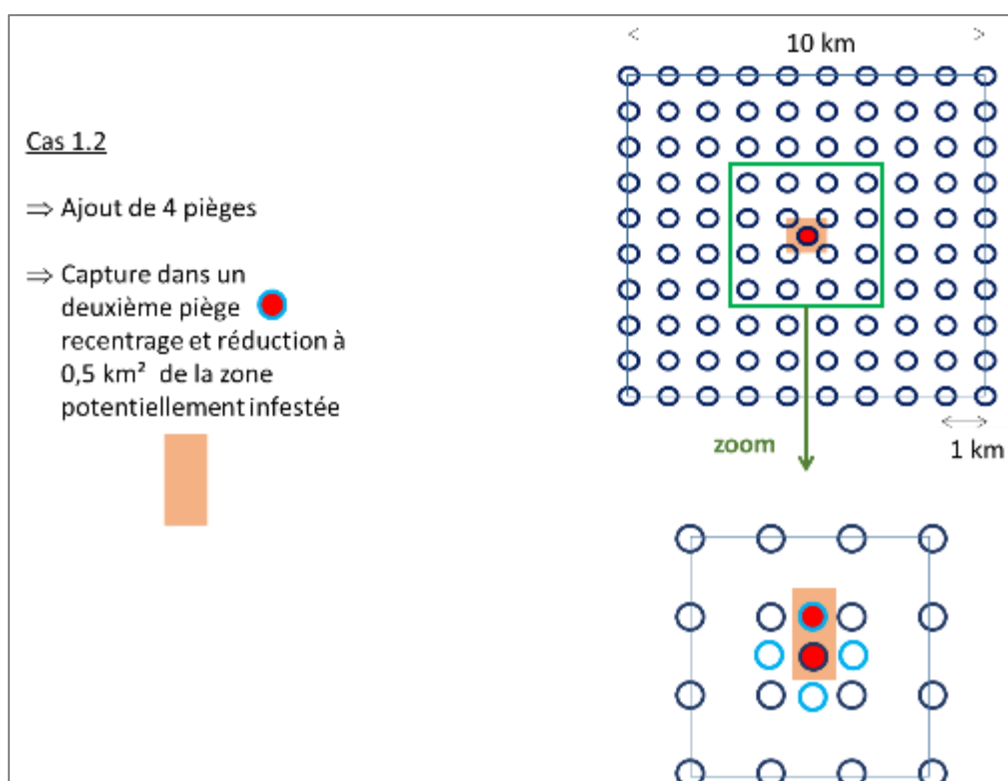 10 km
Cas 1.2
⇒ Ajout de 4 pièges
⇒ Capture dans un
deuxième piège
recentrage et réduction à
0,5 km² de la zone
potentiellement infestée
zoom
1 km